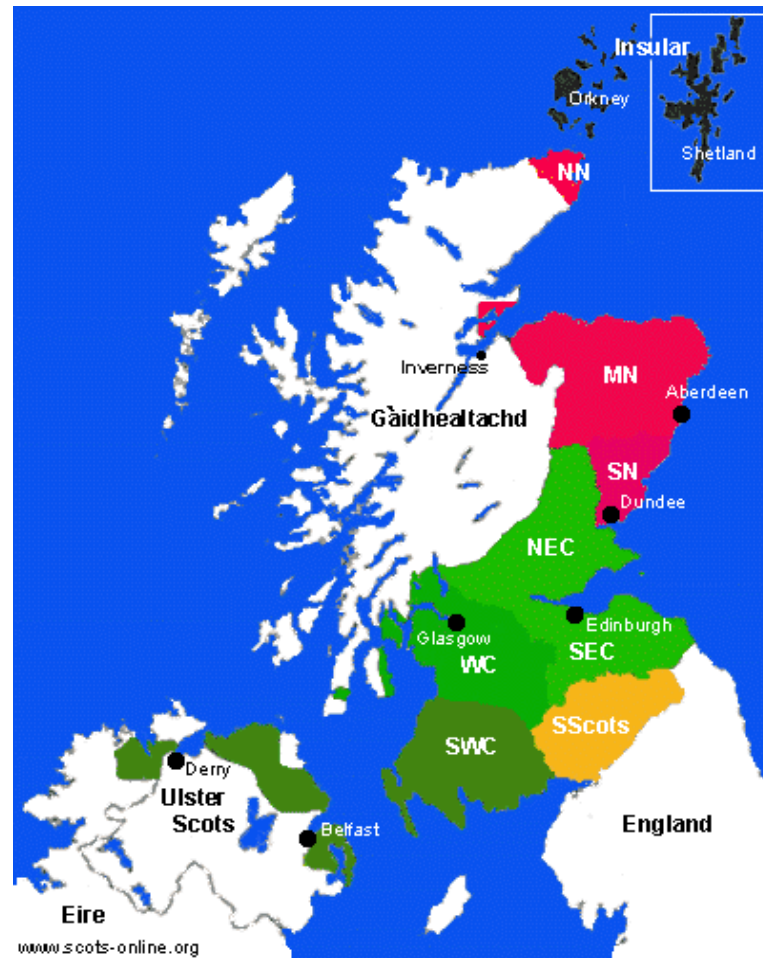 Insular
Orkney
Shetland
NN
Inverness
MN
Gàidhealtachd
Aberdeen
SN
Dundee
NEC
Glasgow
Edinburgh
WC
SEC
SWC
SScots
Derry
Ulster
Scots
Belfast
England
Eire
www.scots-online.org